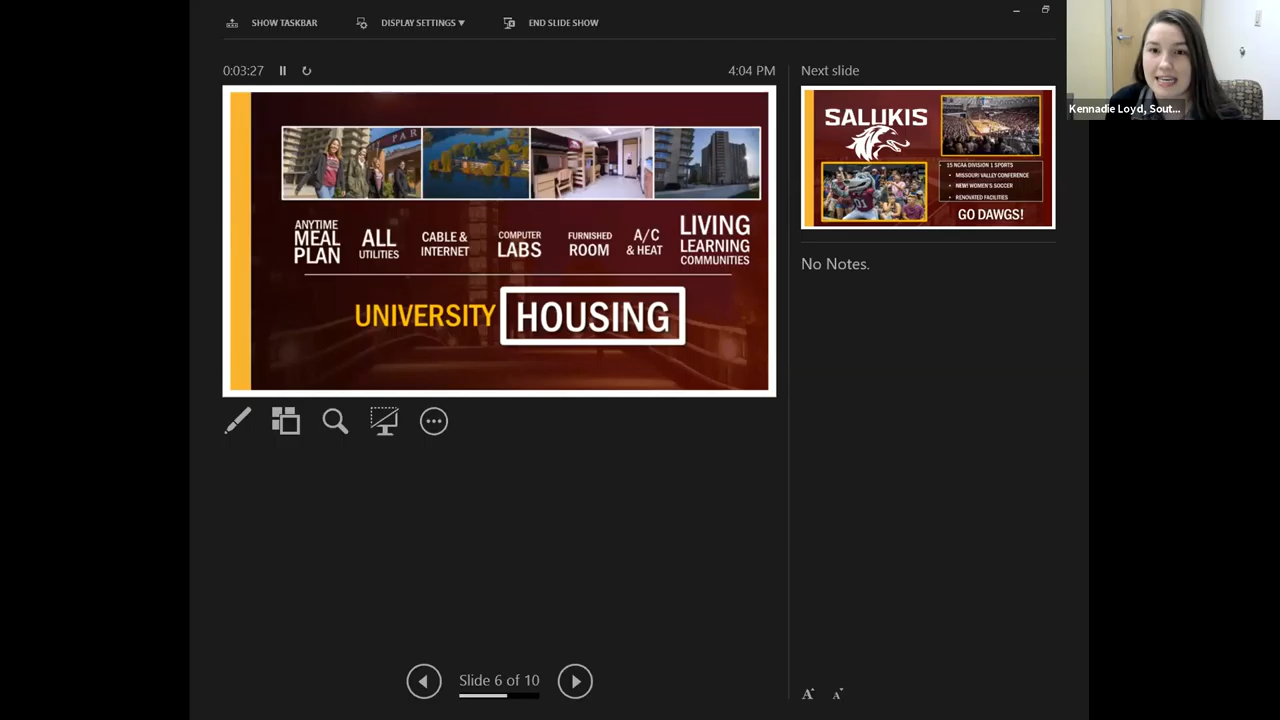 SHOW TASKBAR
DISPLAY SETTINGS ▾
END SLIDE SHOW
0:03:27
4:04 PM
Next slide
Kennadie Loyd, Sout...
PAR
ANYTIME
MEAL
PLAN
ALL
UTILITIES
CABLE &
INTERNET
COMPUTER
LABS
FURNISHED
ROOM
A/C
& HEAT
LIVING
LEARNING
COMMUNITIES
UNIVERSITY HOUSING
SALUKIS
15 NCAA DIVISION 1 SPORTS
• MISSOURI VALLEY CONFERENCE
• NEW! WOMEN'S SOCCER
• RENOVATED FACILITIES
GO DAWGS!
No Notes.
Slide 6 of 10
A A